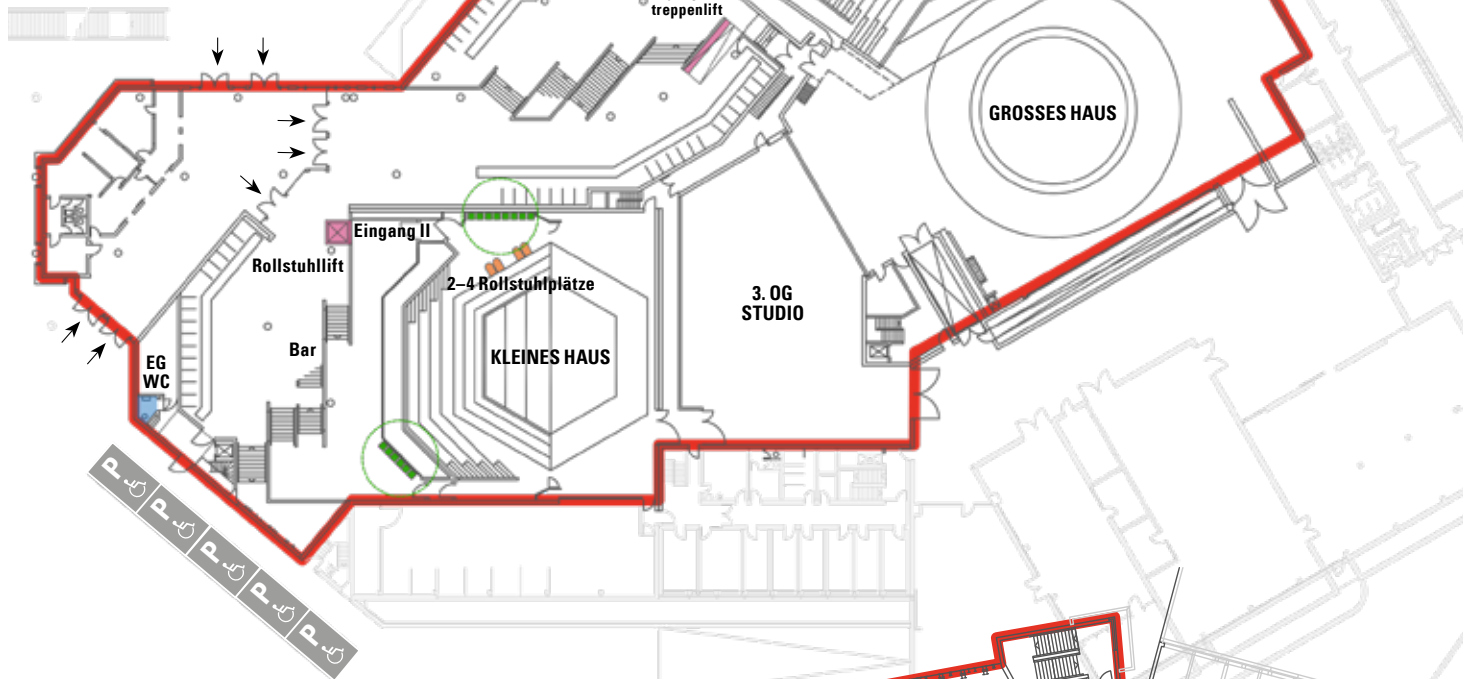 treppenlift
GROSSES HAUS
Eingang II
Rollstuhllift
2–4 Rollstuhlplätze
3. OG
STUDIO
Bar
KLEINES HAUS
EG
WC
P
P
P
P
P